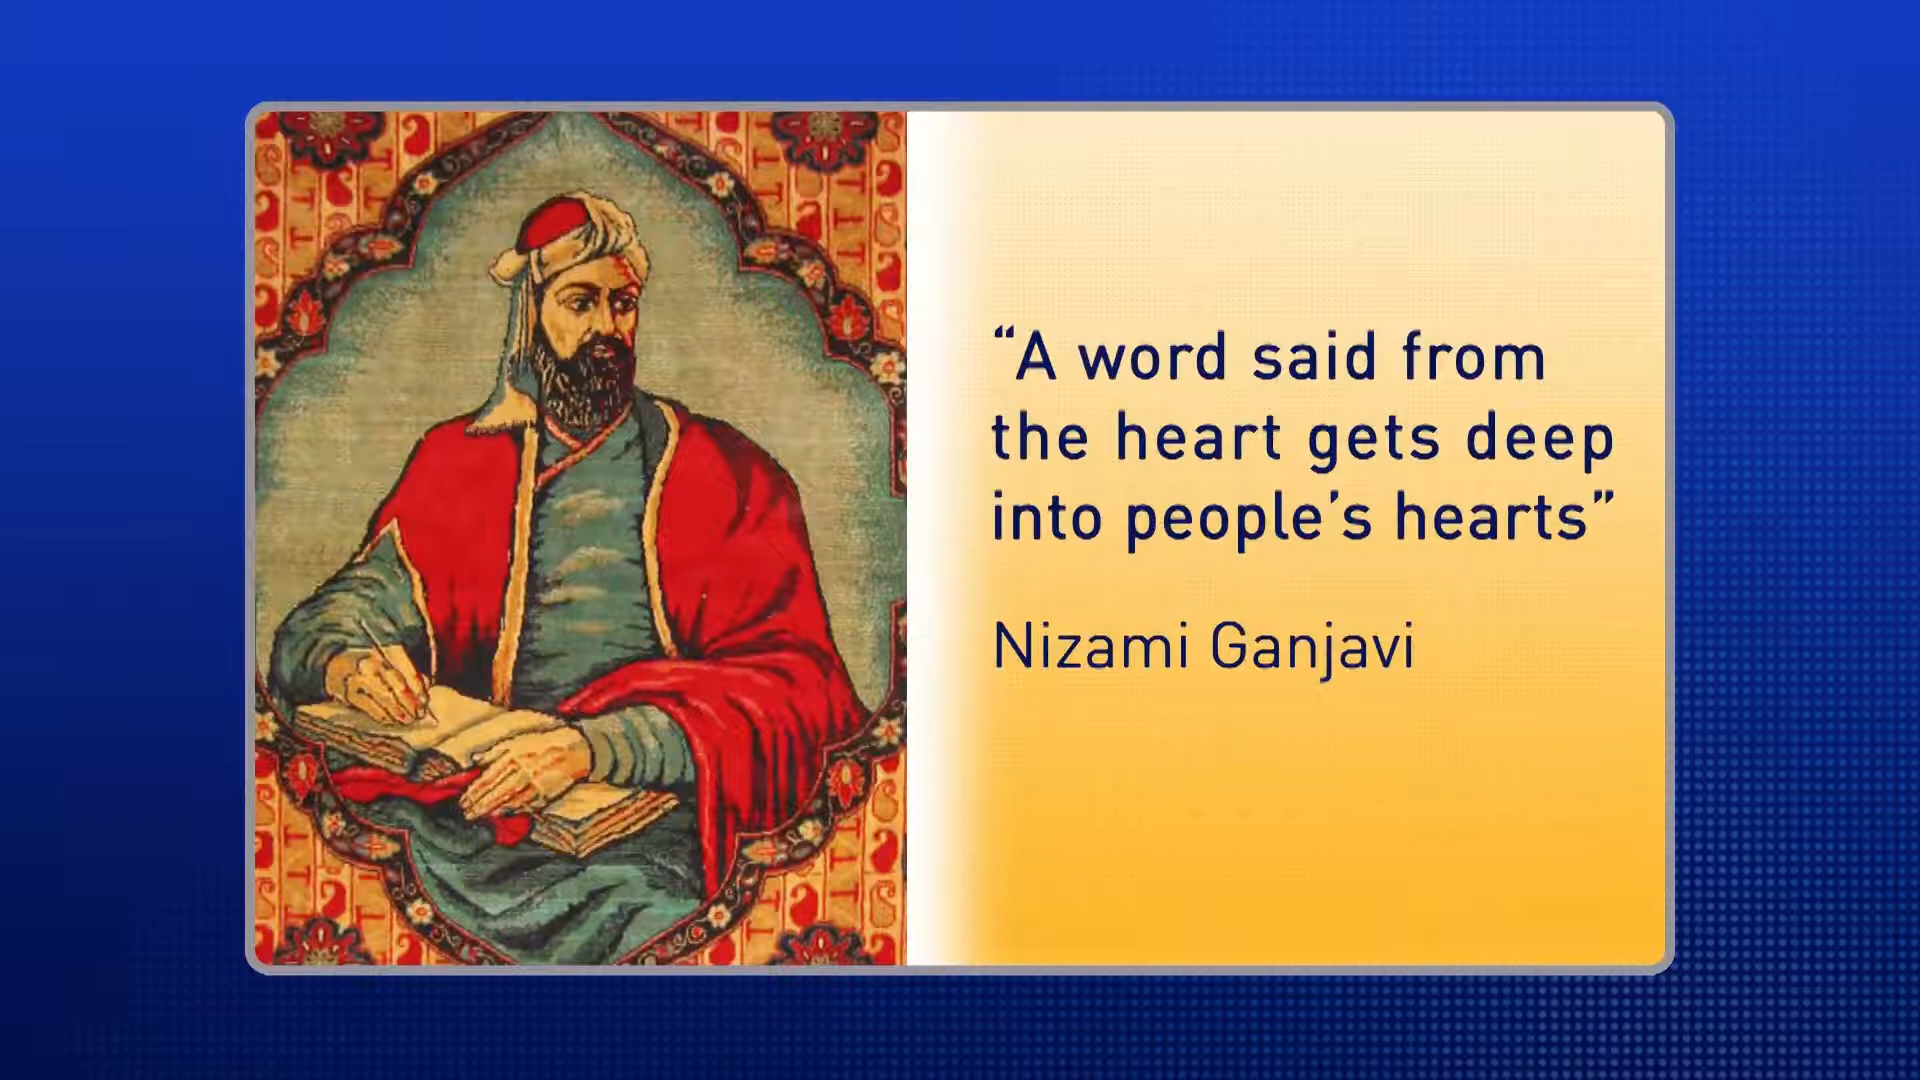 “A word said from
the heart gets deep
into people’s hearts”
Nizami Ganjavi